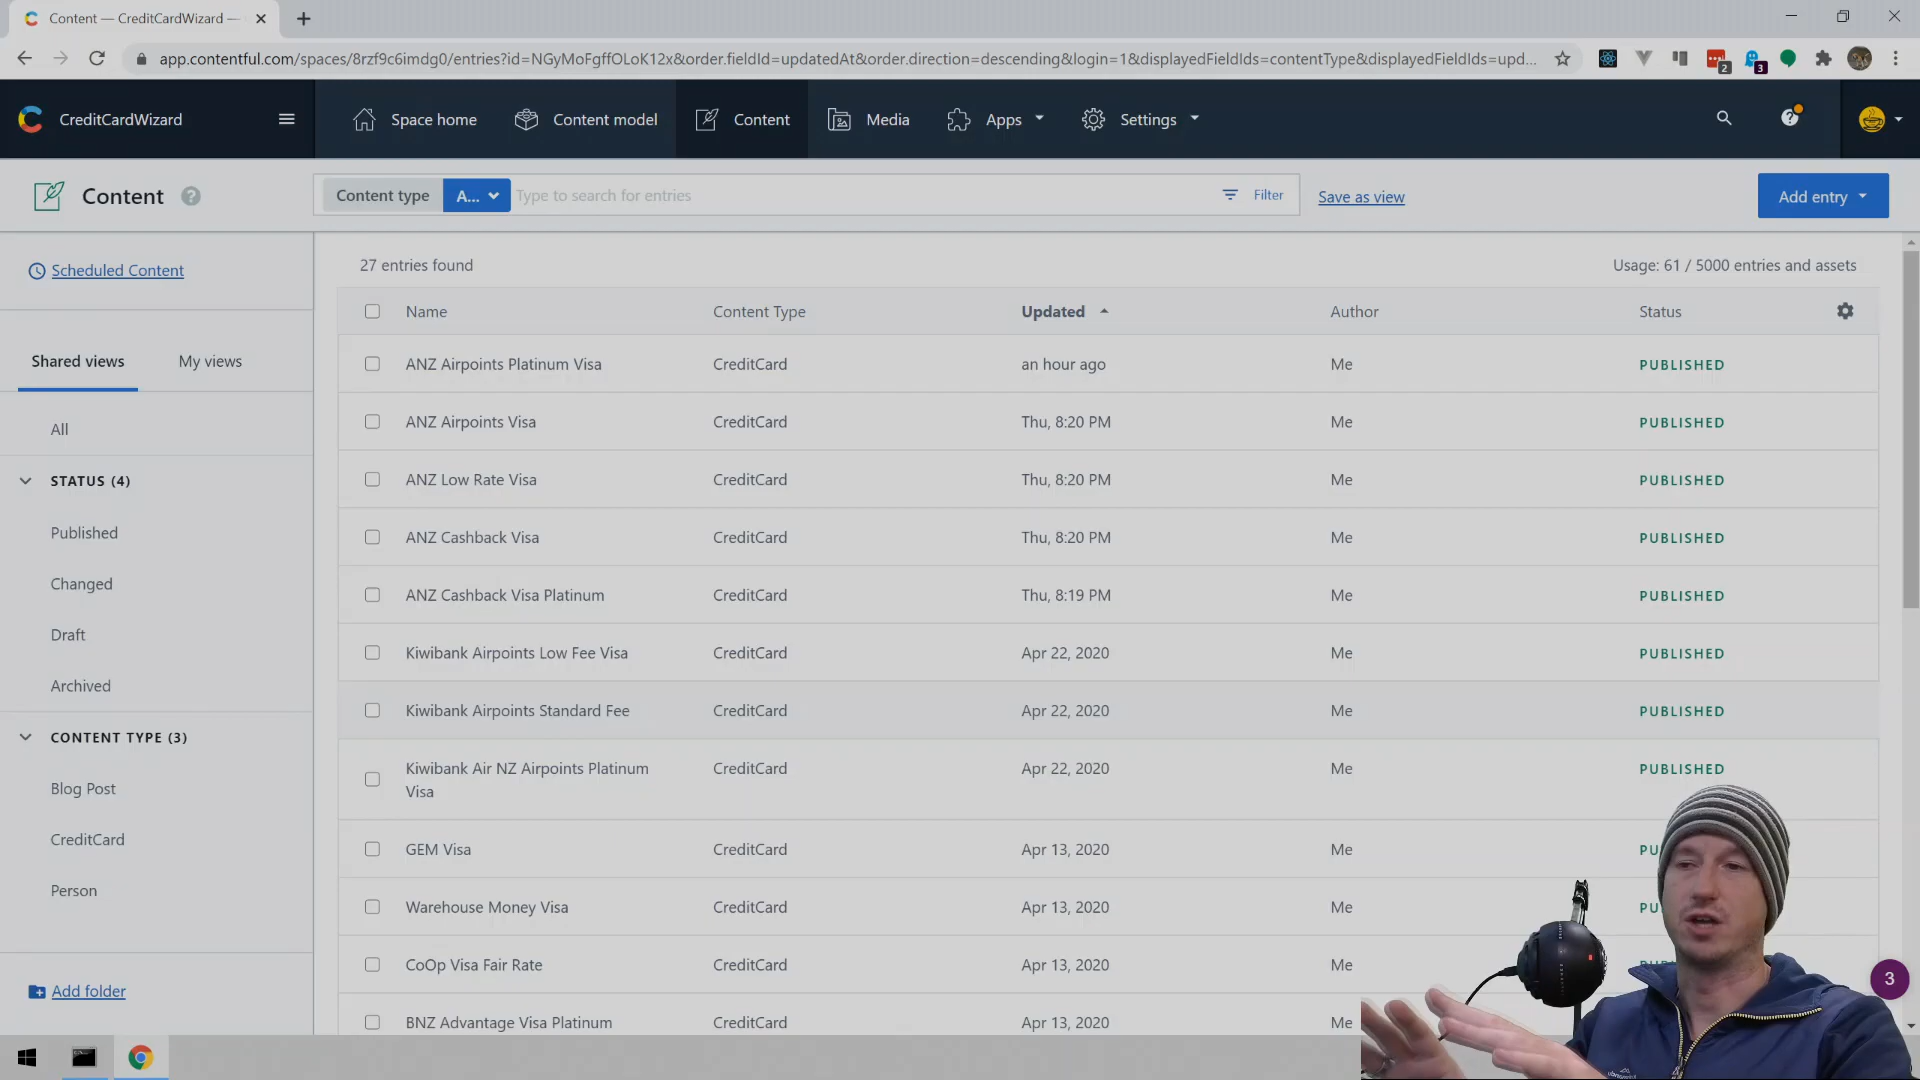 Content — CreditCardWizard —
app.contentful.com/spaces/8rzf9c6imdg0/entries?id=NGyMoFgffOLoK12x&order.fieldId=updatedAt&order.direction=descending&login=1&displayedFieldIds=contentType&displayedFieldIds=upd...
2
3
CreditCardWizard
Space home
Content model
Content
Media
Apps
Settings
Content
Content type
A...
Type to search for entries
Filter
Save as view
Add entry
Scheduled Content
27 entries found
Usage: 61 / 5000 entries and assets
Shared views
My views
Name Content Type Updated Author Status
ANZ Airpoints Platinum Visa CreditCard an hour ago Me PUBLISHED
ANZ Airpoints Visa CreditCard Thu, 8:20 PM Me PUBLISHED
ANZ Low Rate Visa CreditCard Thu, 8:20 PM Me PUBLISHED
ANZ Cashback Visa CreditCard Thu, 8:20 PM Me PUBLISHED
ANZ Cashback Visa Platinum CreditCard Thu, 8:19 PM Me PUBLISHED
Kiwibank Airpoints Low Fee Visa CreditCard Apr 22, 2020 Me PUBLISHED
Kiwibank Airpoints Standard Fee CreditCard Apr 22, 2020 Me PUBLISHED
Kiwibank Air NZ Airpoints Platinum CreditCard Apr 22, 2020 Me PUBLISHED
Visa
GEM Visa CreditCard Apr 13, 2020 Me PU
Warehouse Money Visa CreditCard Apr 13, 2020 Me PU
CoOp Visa Fair Rate CreditCard Apr 13, 2020 Me
BNZ Advantage Visa Platinum CreditCard Apr 13, 2020 Me
All
STATUS (4)
Published
Changed
Draft
Archived
CONTENT TYPE (3)
Blog Post
CreditCard
Person
Add folder
3